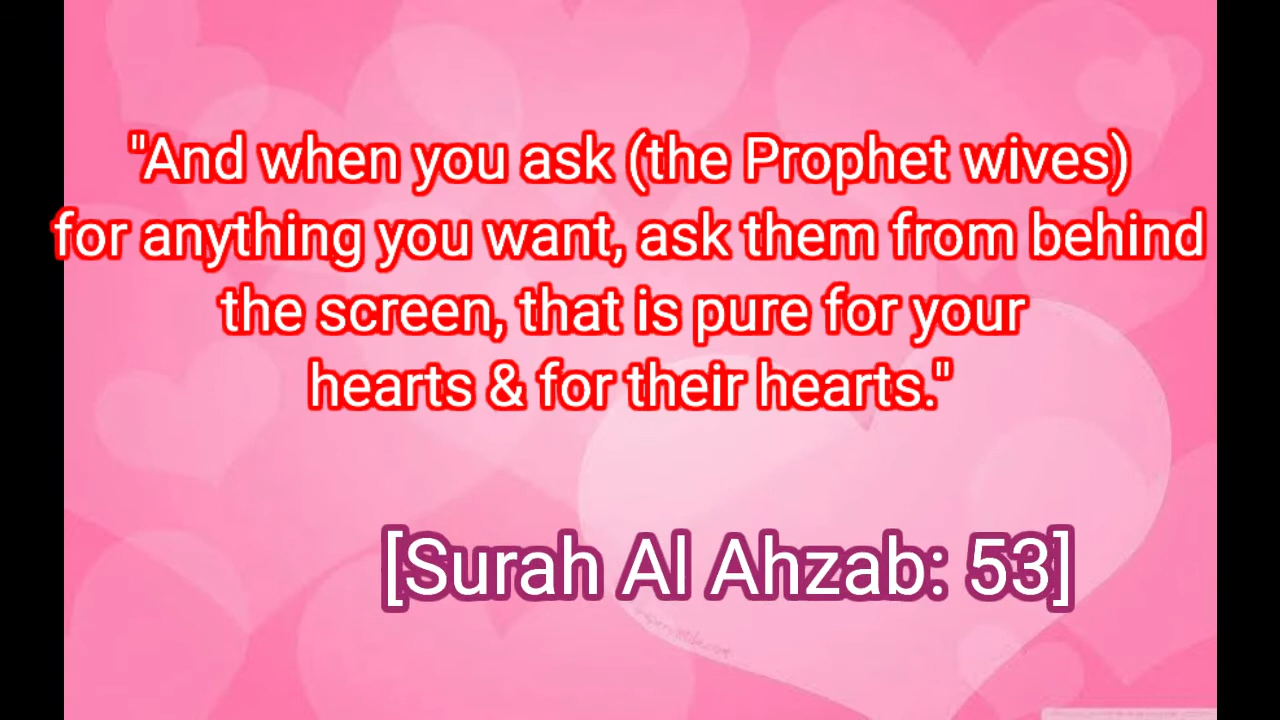 "And when you ask (the Prophet wives)
for anything you want, ask them from behind
the screen, that is pure for your
hearts & for their hearts."
[Surah Al Ahzab: 53]